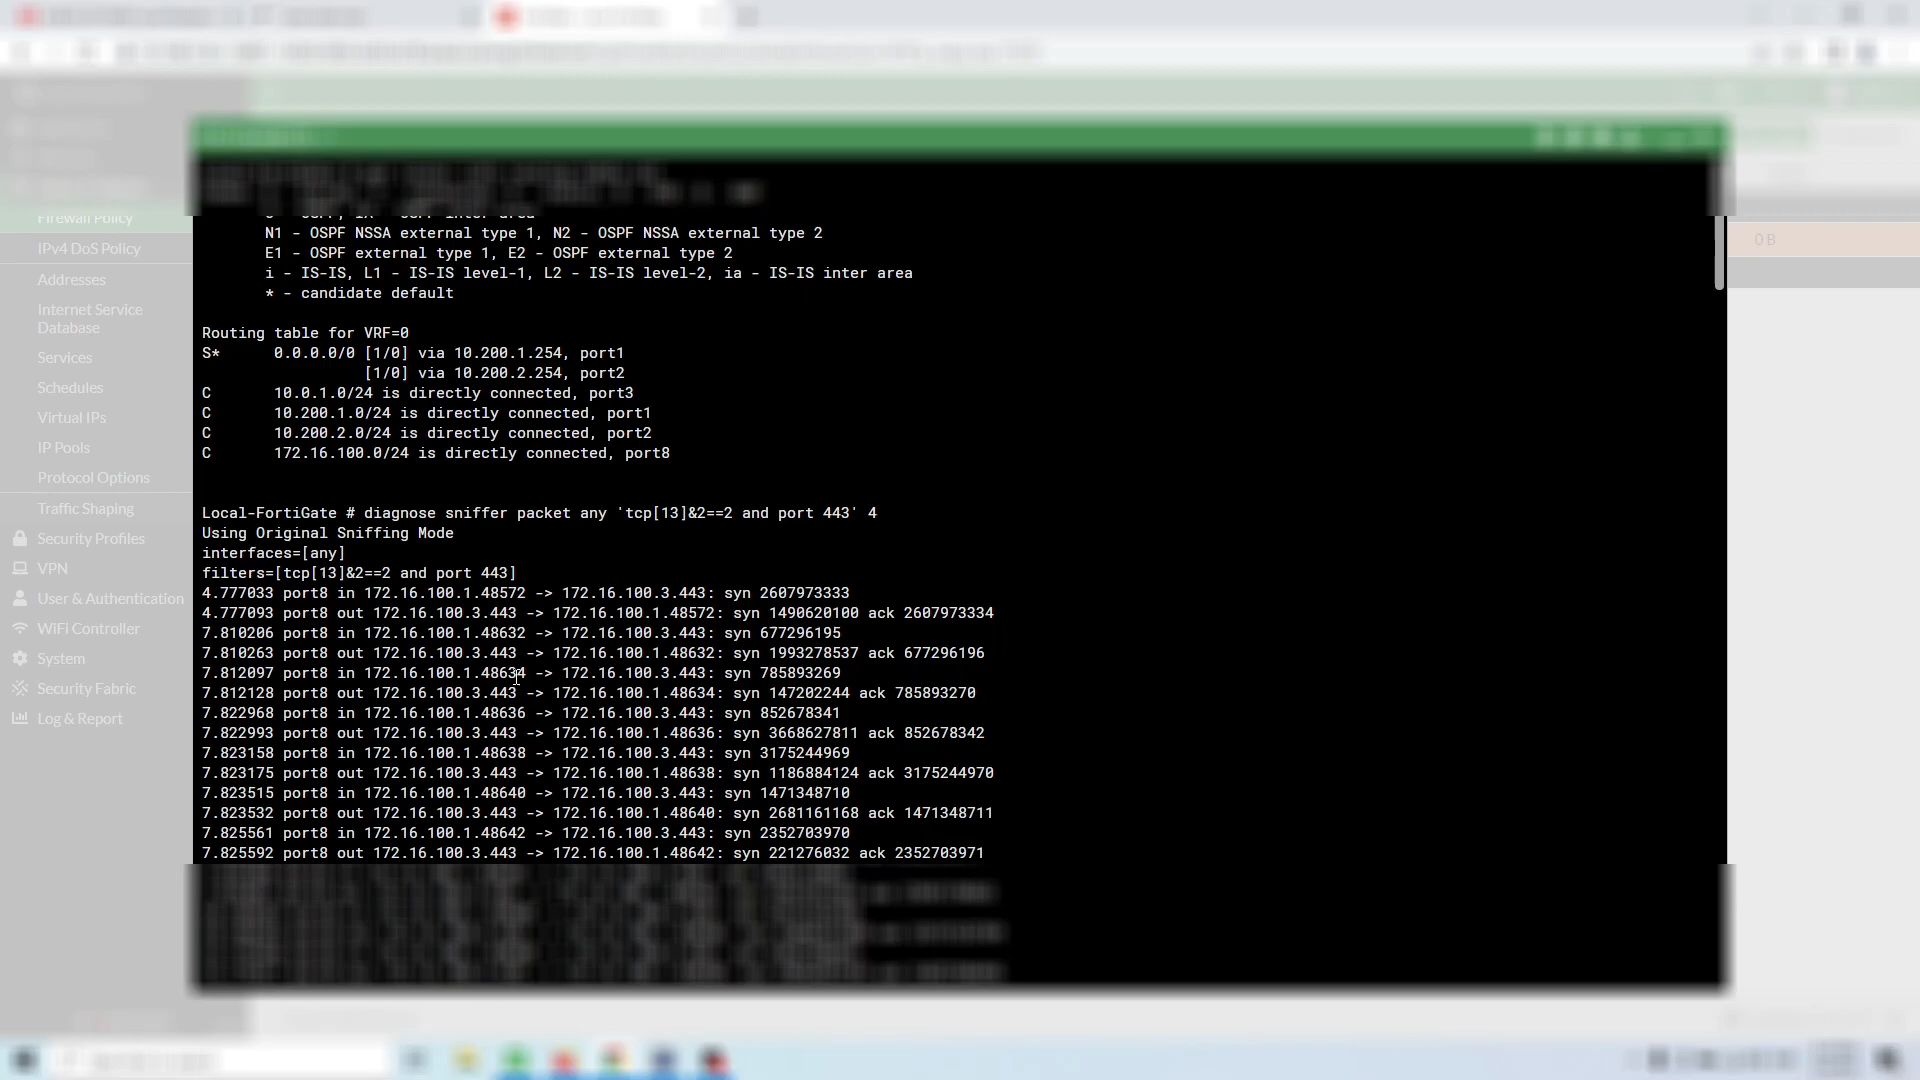 Firewall Policy
IPv4 DoS Policy
Addresses
Internet Service
Database
Services
Schedules
Virtual IPs
IP Pools
Protocol Options
Traffic Shaping
Security Profiles
VPN
User & Authentication
WiFi Controller
System
Security Fabric
Log & Report
N1 - OSPF NSSA external type 1, N2 - OSPF NSSA external type 2
E1 - OSPF external type 1, E2 - OSPF external type 2
i - IS-IS, L1 - IS-IS level-1, L2 - IS-IS level-2, ia - IS-IS inter area
* - candidate default
Routing table for VRF=0
S*      0.0.0.0/0 [1/0] via 10.200.1.254, port1
[1/0] via 10.200.2.254, port2
C       10.0.1.0/24 is directly connected, port3
C       10.200.1.0/24 is directly connected, port1
C       10.200.2.0/24 is directly connected, port2
C       172.16.100.0/24 is directly connected, port8
Local-FortiGate # diagnose sniffer packet any 'tcp[13]&2==2 and port 443' 4
Using Original Sniffing Mode
interfaces=[any]
filters=[tcp[13]&2==2 and port 443]
4.777033 port8 in 172.16.100.1.48572 -> 172.16.100.3.443: syn 2607973333
4.777093 port8 out 172.16.100.3.443 -> 172.16.100.1.48572: syn 1490620100 ack 2607973334
7.810206 port8 in 172.16.100.1.48632 -> 172.16.100.3.443: syn 677296195
7.810263 port8 out 172.16.100.3.443 -> 172.16.100.1.48632: syn 1993278537 ack 677296196
7.812097 port8 in 172.16.100.1.48634 -> 172.16.100.3.443: syn 785893269
7.812128 port8 out 172.16.100.3.443 -> 172.16.100.1.48634: syn 147202244 ack 785893270
7.822968 port8 in 172.16.100.1.48636 -> 172.16.100.3.443: syn 852678341
7.822993 port8 out 172.16.100.3.443 -> 172.16.100.1.48636: syn 3668627811 ack 852678342
7.823158 port8 in 172.16.100.1.48638 -> 172.16.100.3.443: syn 3175244969
7.823175 port8 out 172.16.100.3.443 -> 172.16.100.1.48638: syn 1186884124 ack 3175244970
7.823515 port8 in 172.16.100.1.48640 -> 172.16.100.3.443: syn 1471348710
7.823532 port8 out 172.16.100.3.443 -> 172.16.100.1.48640: syn 2681161168 ack 1471348711
7.825561 port8 in 172.16.100.1.48642 -> 172.16.100.3.443: syn 2352703970
7.825592 port8 out 172.16.100.3.443 -> 172.16.100.1.48642: syn 221276032 ack 2352703971
0 B